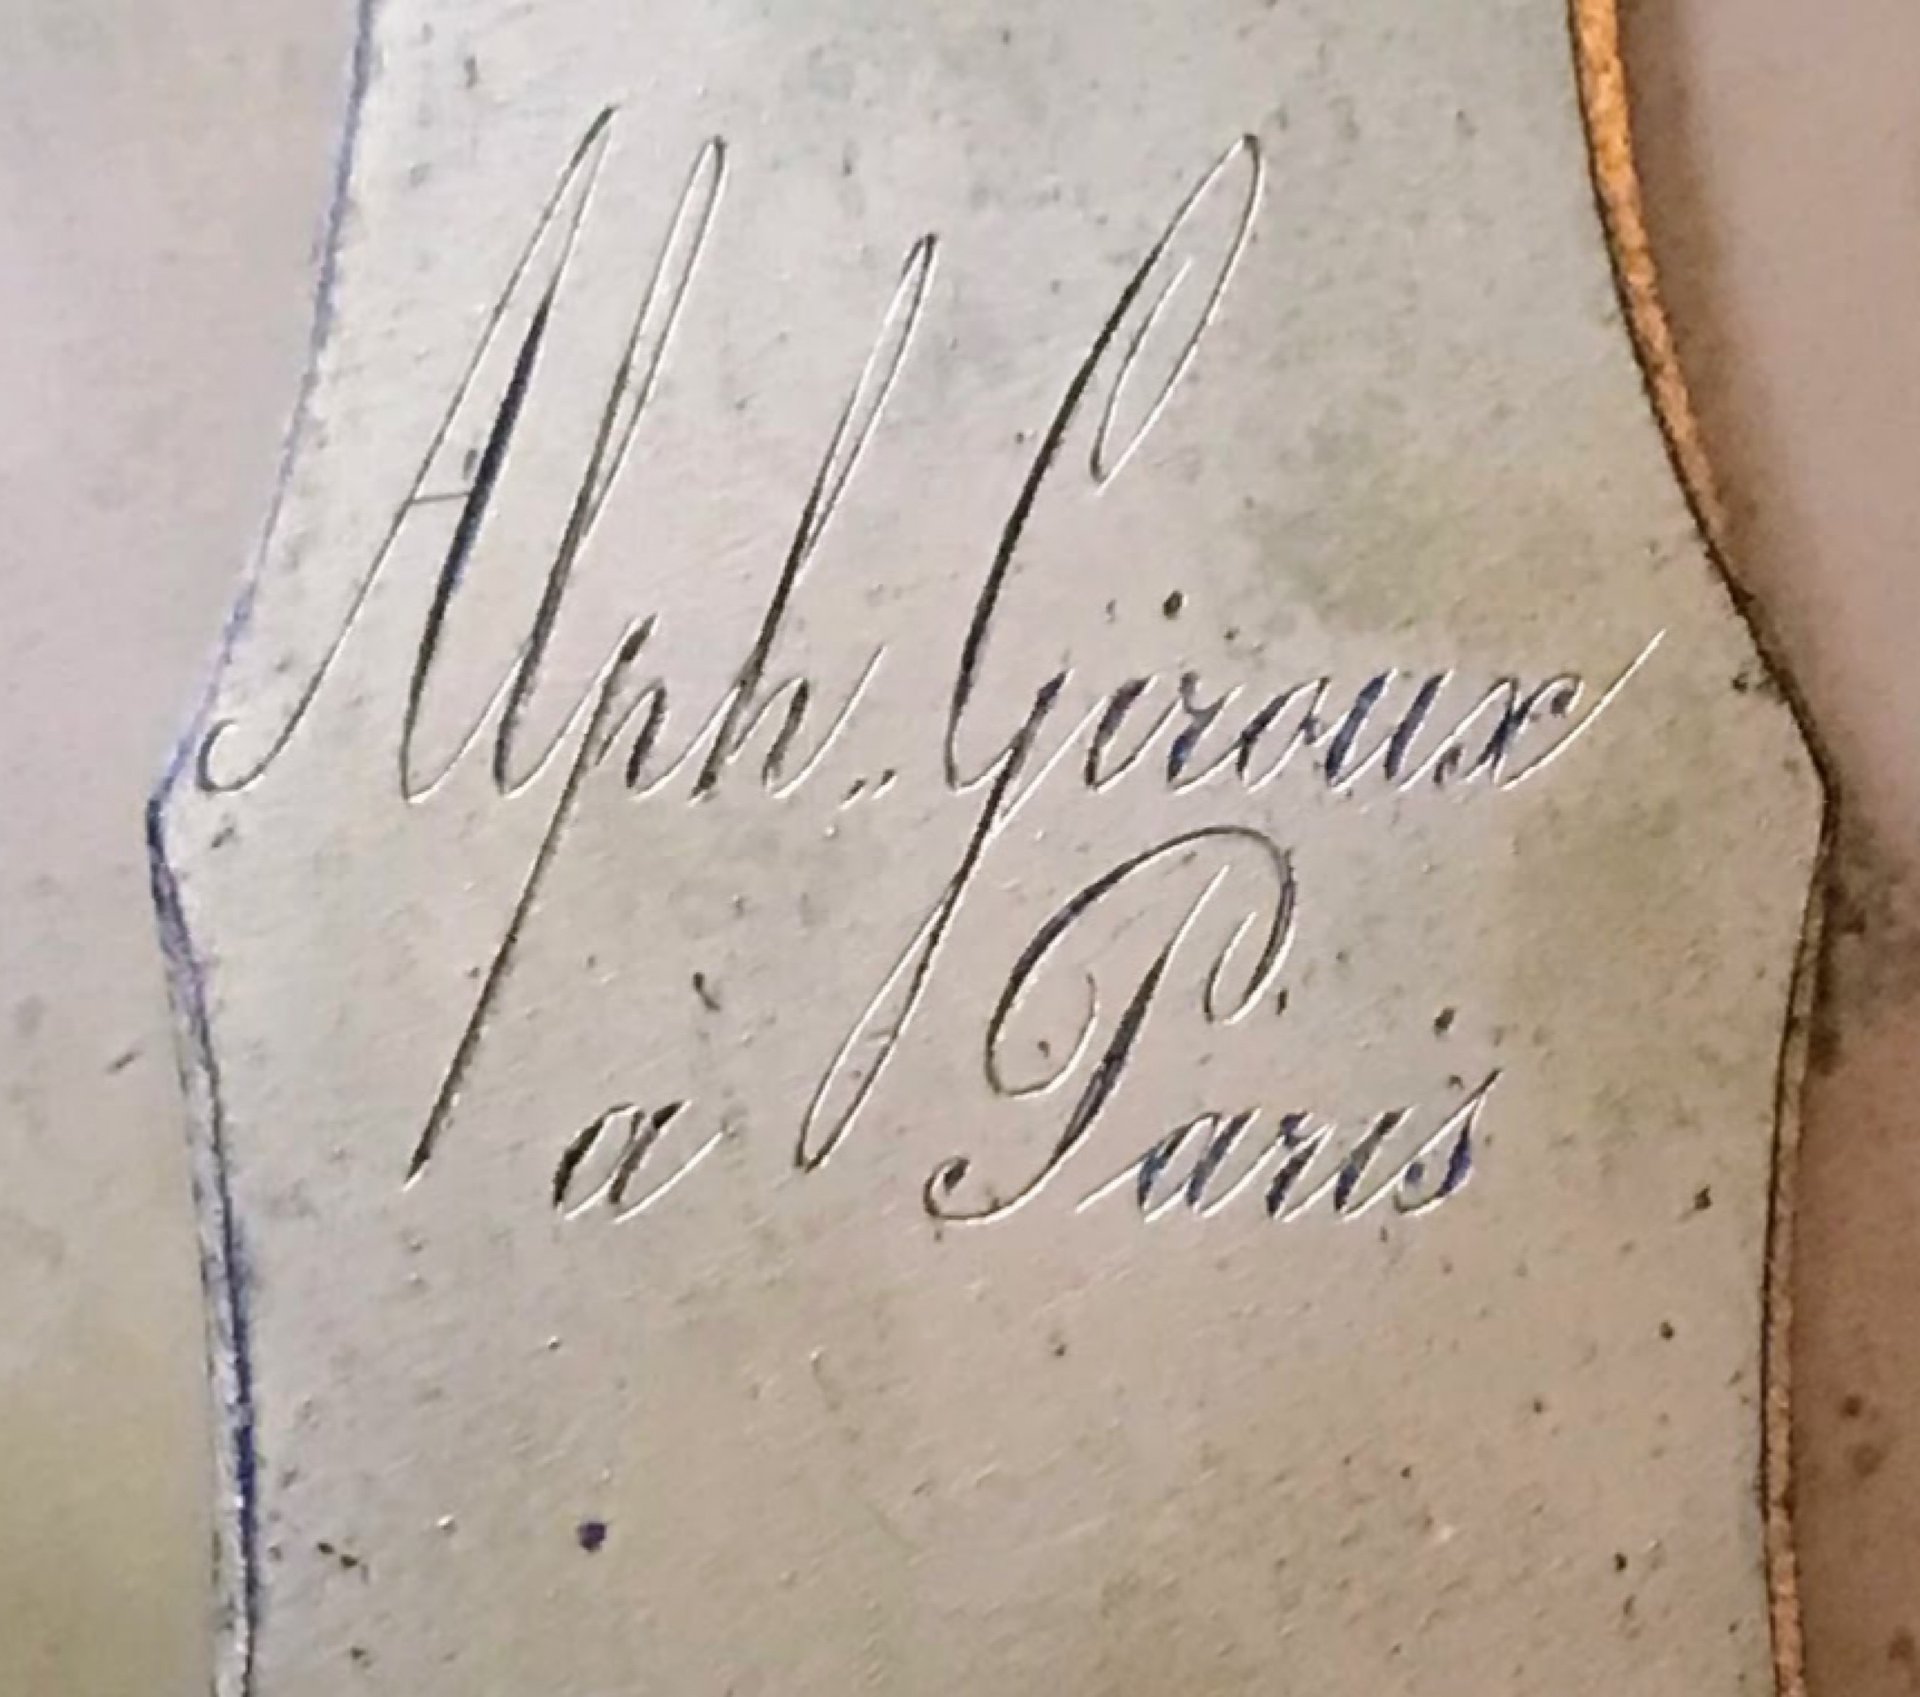 Alph. Giroux
à Paris